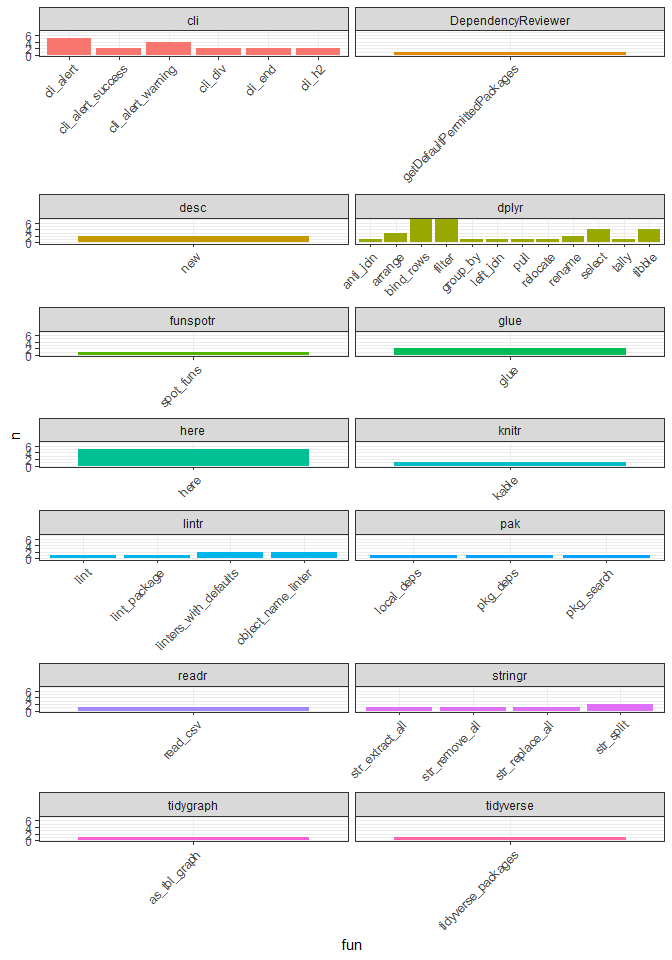 cli DependencyReviewer
6
4
2
0
cli_alert cli_alert_success cli_alert_warning cli_div cli_end cli_h2 getDefaultPermittedPackages
desc dplyr
6
4
2
0
new anti_join arrange bind_rows filter group_by left_join pull relocate rename select tally tibble
funspotr glue
6
4
2
0
spot_funs glue
here knitr
6
4
2
0
here kable
n
lintr pak
6
4
2
0
lint lint_package linters_with_defaults object_name_linter local_deps pkg_deps pkg_search
readr stringr
6
4
2
0
read_csv str_extract_all str_remove_all str_replace_all str_split
tidygraph tidyverse
6
4
2
0
as_tbl_graph tidyverse_packages
fun